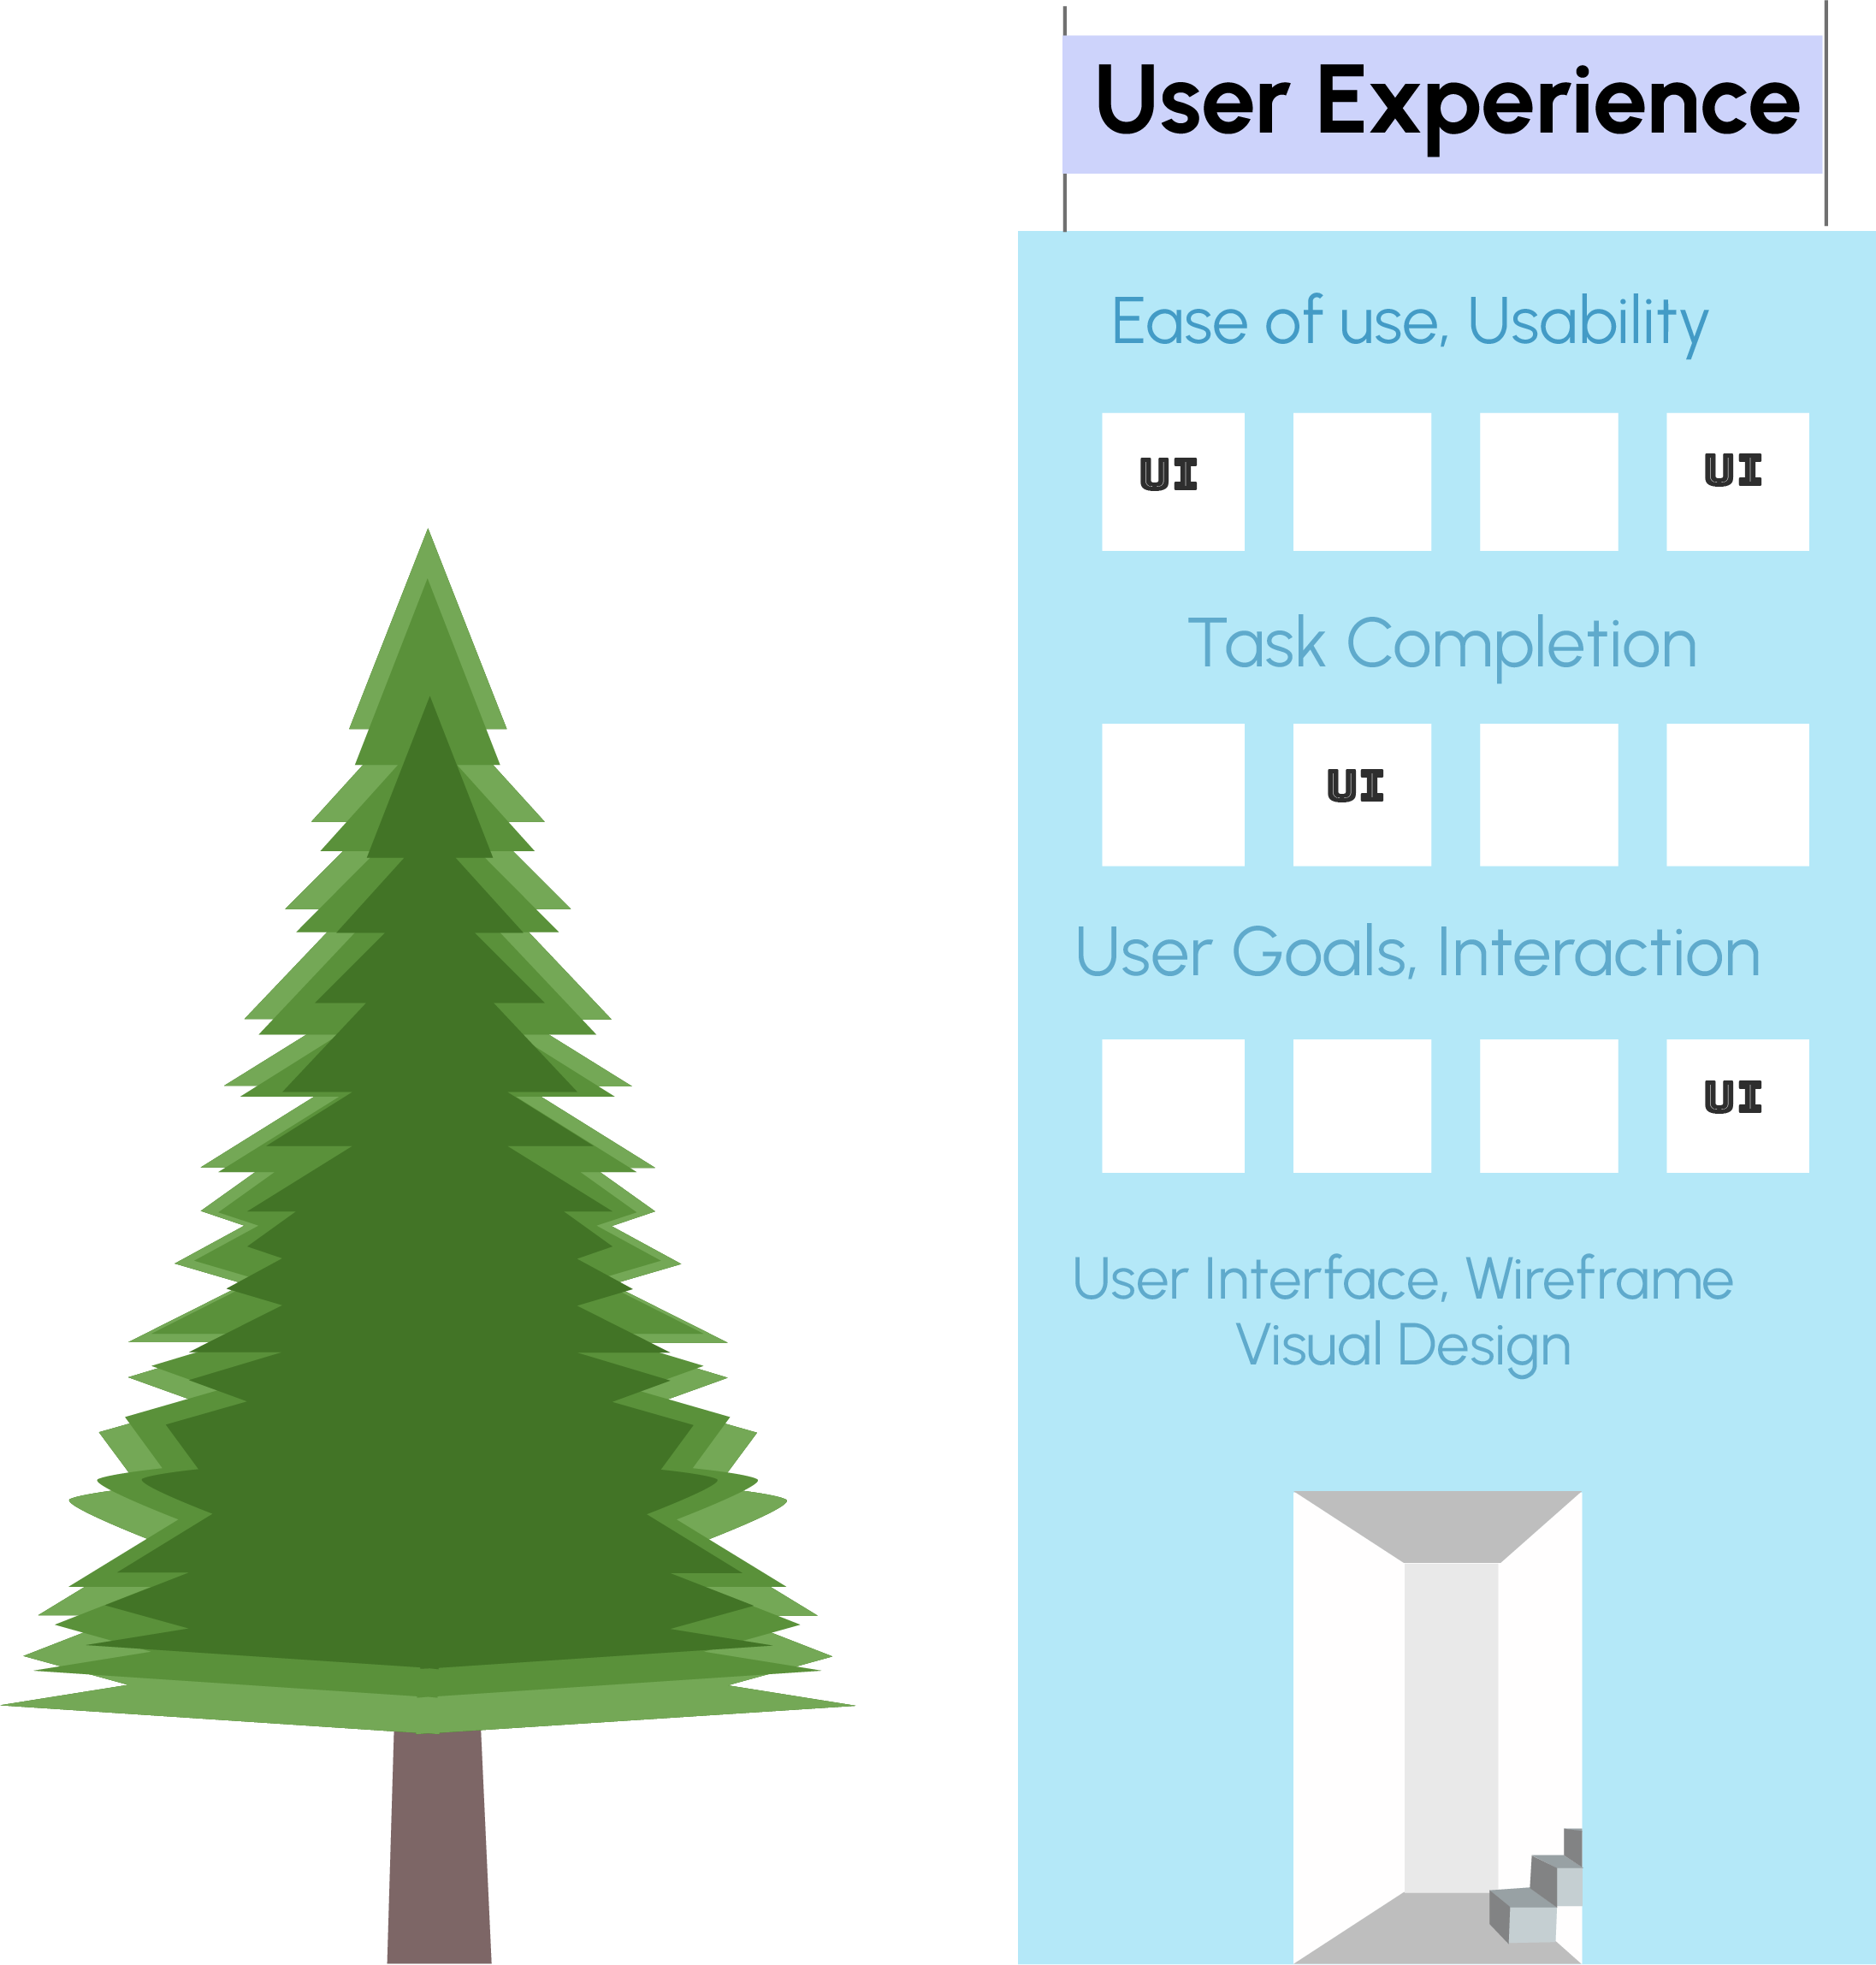 User Experience
Ease of use, Usability
UI UI
Task Completion
UI
User Goals, Interaction
UI
User Interface, Wireframe
Visual Design